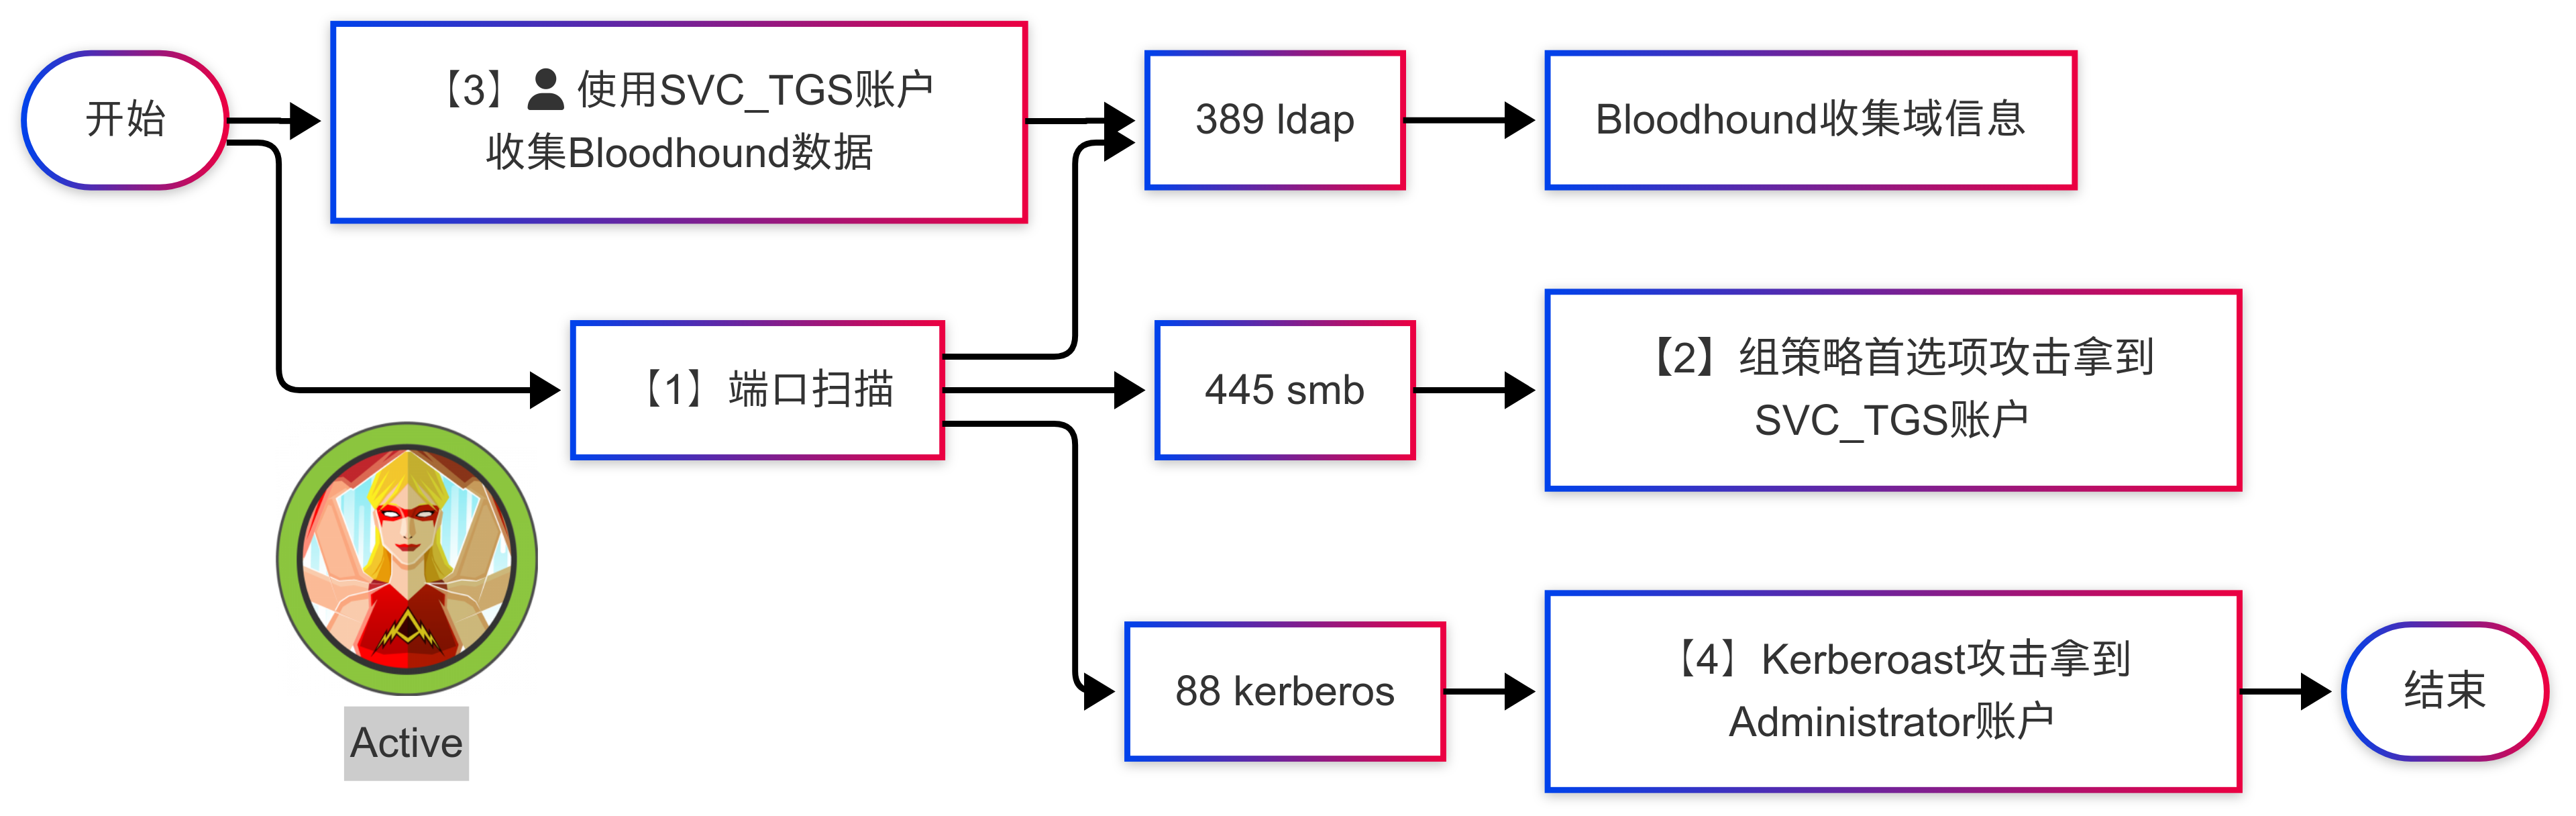 开始
【3】使用SVC_TGS账户
收集Bloodhound数据
389 ldap
Bloodhound收集域信息
【1】端口扫描
445 smb
【2】组策略首选项攻击拿到
SVC_TGS账户
88 kerberos
【4】Kerberoast攻击拿到
Administrator账户
结束
Active